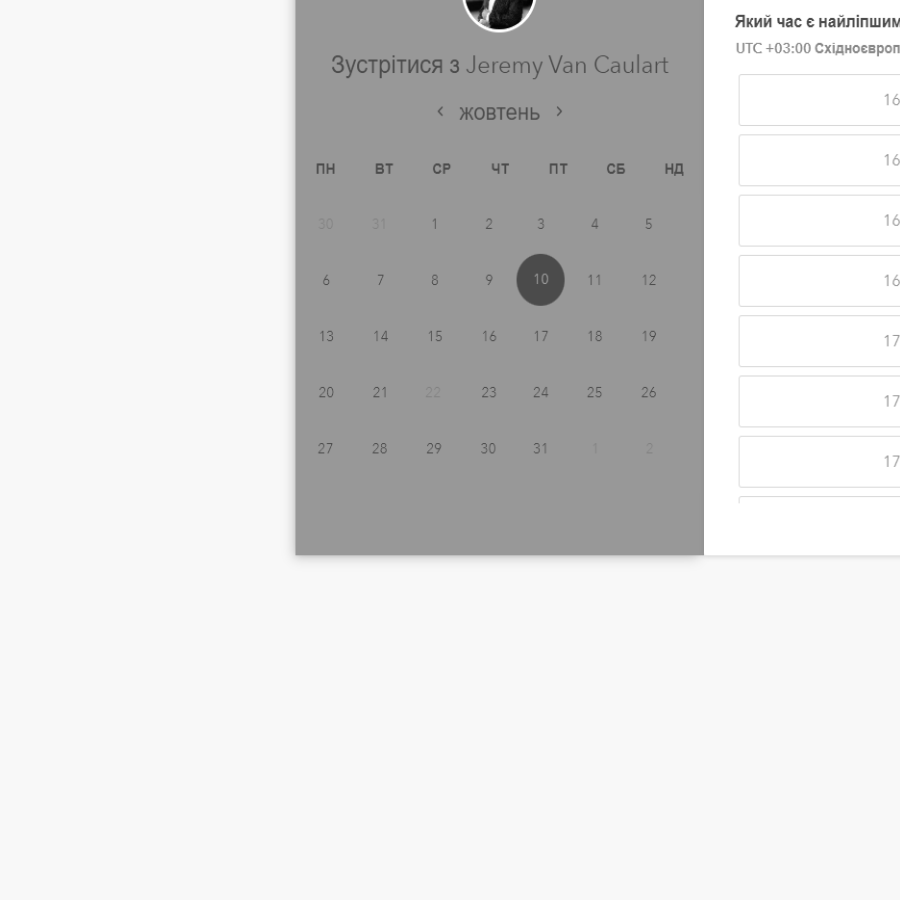 Зустрітися з Jeremy Van Caulart
жовтень
ПН ВТ СР ЧТ ПТ СБ НД
30 31 1 2 3 4 5
6 7 8 9 10 11 12
13 14 15 16 17 18 19
20 21 22 23 24 25 26
27 28 29 30 31 1 2
Який час є найліпшим
UTC +03:00
16
16
16
16
17
17
17